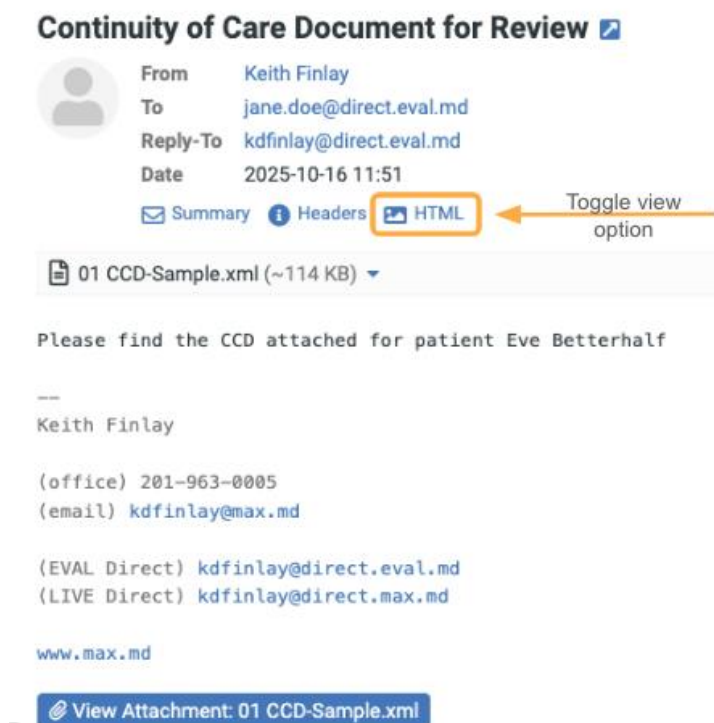 Continuity of Care Document for Review
From Keith Finlay
To jane.doe@direct.eval.md
Reply-To kdfinlay@direct.eval.md
Date 2025-10-16 11:51
Summary Headers HTML
Toggle view
option
01 CCD-Sample.xml (~114 KB)
Please find the CCD attached for patient Eve Betterhalf
--
Keith Finlay
(office) 201-963-0005
(email) kdfinlay@max.md
(EVAL Direct) kdfinlay@direct.eval.md
(LIVE Direct) kdfinlay@direct.max.md
www.max.md
View Attachment: 01 CCD-Sample.xml